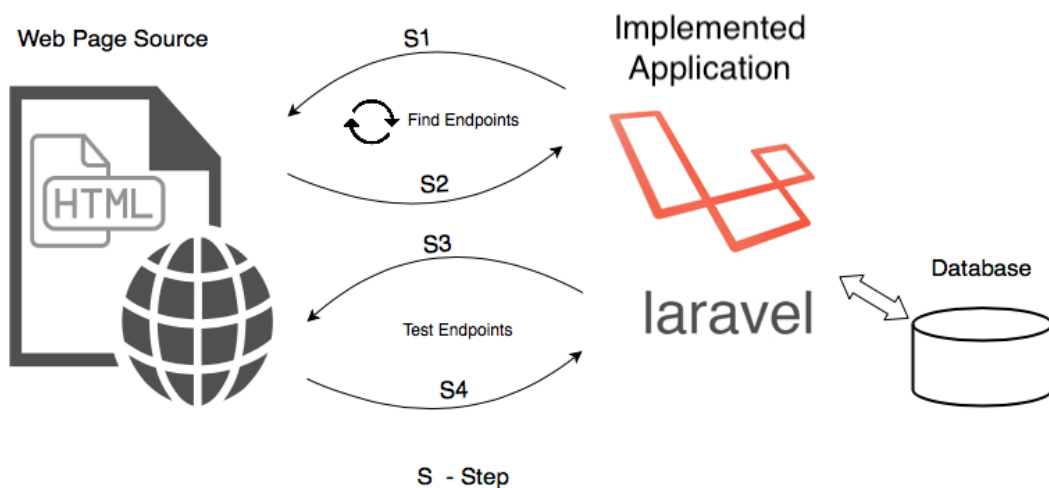 Web Page Source
S1
Implemented
Application
Find Endpoints
HTML
S2
S3
Database
laravel
Test Endpoints
S4
S - Step